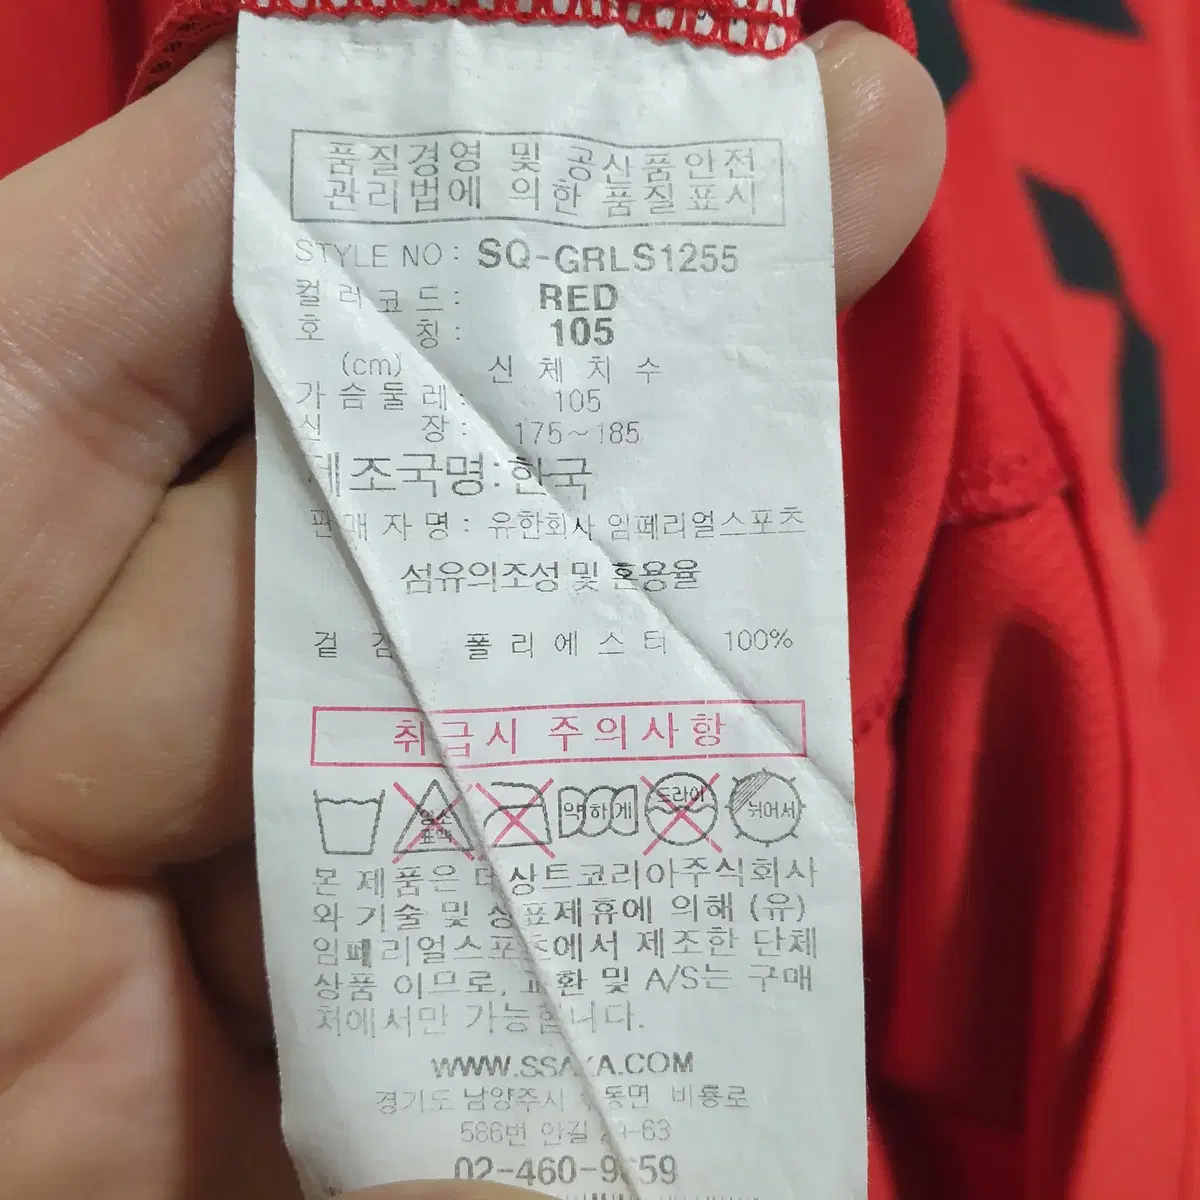 품질경영 및 공산품안전
관리법에 의한 품질표시
STYLE NO : SQ-GRLS1255
컬러코드 : RED
호 칭 : 105
(cm) 신체치수
가슴둘레 : 105
신 장 : 175~185
제조국명:한국
판매자명 : 유한회사 임페리얼스포츠
섬유의조성 및 혼용율
겉감 폴리에스터 100%
취급시 주의사항
염소 표백 약하게 드라이 뉘어서
본 제품은 데상트코리아주식회사
와 기술 및 상표제휴에 의해 (유)
임페리얼스포츠에서 제조한 단체
상품 이므로, 교환 및 A/S는 구매
처에서만 가능합니다.
WWW.SSAKA.COM
경기도 남양주시 동면 비룡로
586번 안길 -63
02-460-9 59